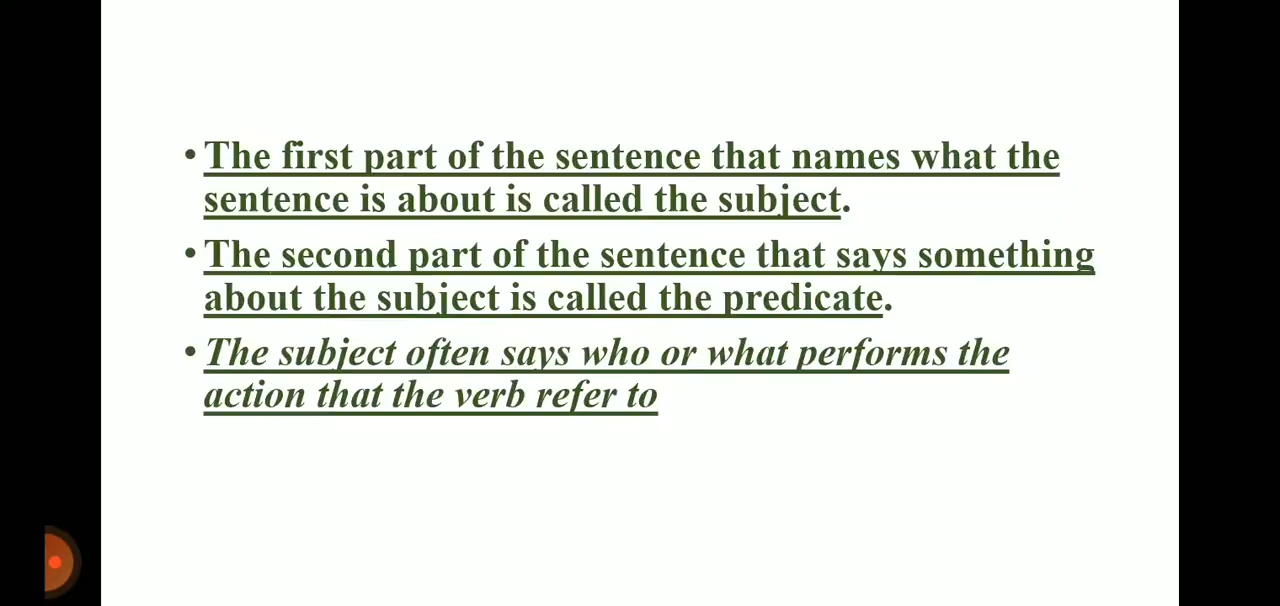 • The first part of the sentence that names what the
sentence is about is called the subject.
• The second part of the sentence that says something
about the subject is called the predicate.
• The subject often says who or what performs the
action that the verb refer to